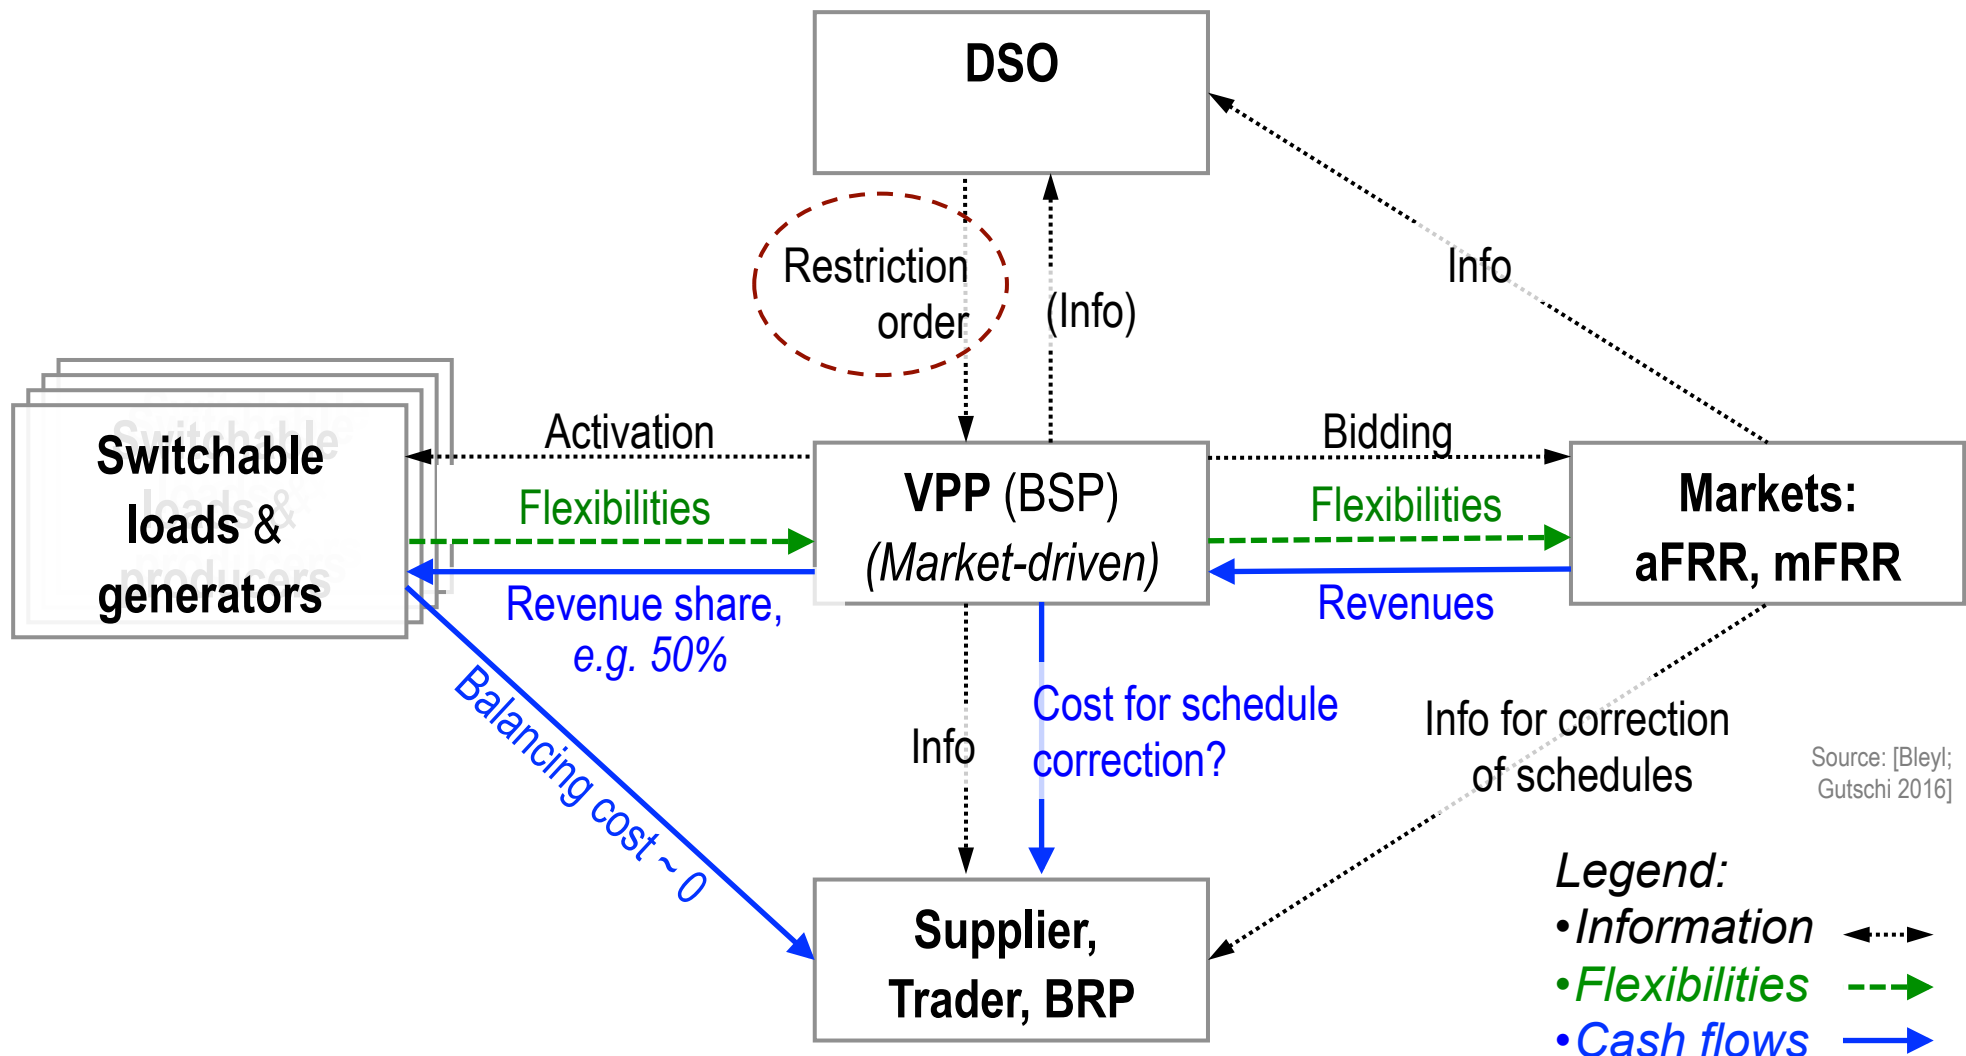 DSO
Restriction
order
(Info)
Info
Switchable
loads &
generators
producers
Activation
Flexibilities
Revenue share,
e.g. 50%
VPP (BSP)
(Market-driven)
Bidding
Flexibilities
Revenues
Markets:
aFRR, mFRR
Balancing cost ~ 0
Info
Cost for schedule
correction?
Info for correction
of schedules
Source: [Bleyl;
Gutschi 2016]
Supplier,
Trader, BRP
Legend:
•Information
•Flexibilities
•Cash flows